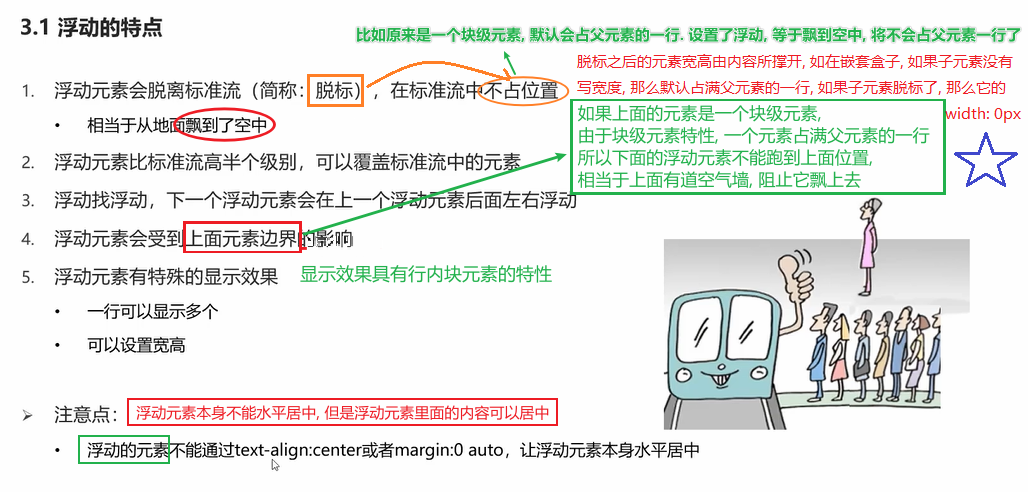 3.1 浮动的特点
比如原来是一个块级元素, 默认会占父元素的一行. 设置了浮动, 等于飘到空中, 将不会占父元素一行了
脱标之后的元素宽高由内容所撑开, 如在嵌套盒子, 如果子元素没有
写宽度, 那么默认占满父元素的一行, 如果子元素脱标了, 那么它的
width: 0px
1. 浮动元素会脱离标准流（简称：脱标），在标准流中不占位置
• 相当于从地面飘到了空中
如果上面的元素是一个块级元素,
由于块级元素特性, 一个元素占满父元素的一行
所以下面的浮动元素不能跑到上面位置,
相当于上面有道空气墙, 阻止它飘上去
2. 浮动元素比标准流高半个级别，可以覆盖标准流中的元素
3. 浮动找浮动，下一个浮动元素会在上一个浮动元素后面左右浮动
4. 浮动元素会受到上面元素边界的影响
5. 浮动元素有特殊的显示效果
显示效果具有行内块元素的特性
• 一行可以显示多个
• 可以设置宽高
➢ 注意点：
浮动元素本身不能水平居中, 但是浮动元素里面的内容可以居中
• 浮动的元素不能通过text-align:center或者margin:0 auto，让浮动元素本身水平居中